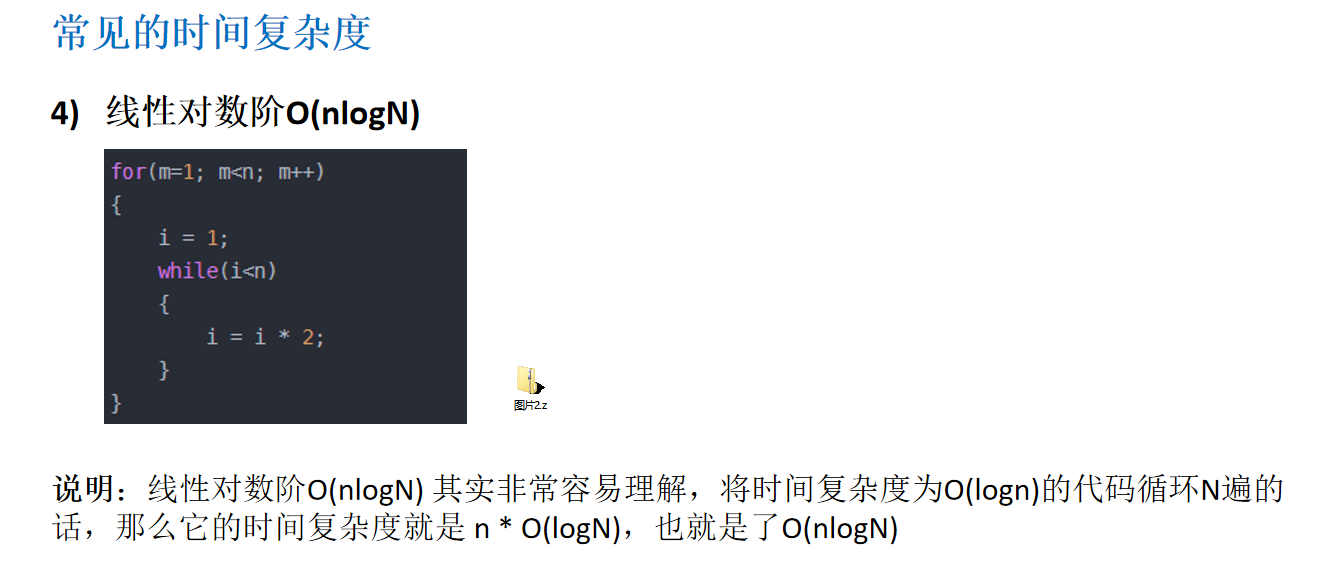 常见的时间复杂度
4) 线性对数阶O(nlogN)
for(m=1; m<n; m++)
{
    i = 1;
    while(i<n)
    {
        i = i * 2;
    }
}
图片2.z
说明：线性对数阶O(nlogN) 其实非常容易理解，将时间复杂度为O(logn)的代码循环N遍的
话，那么它的时间复杂度就是 n * O(logN)，也就是了O(nlogN)